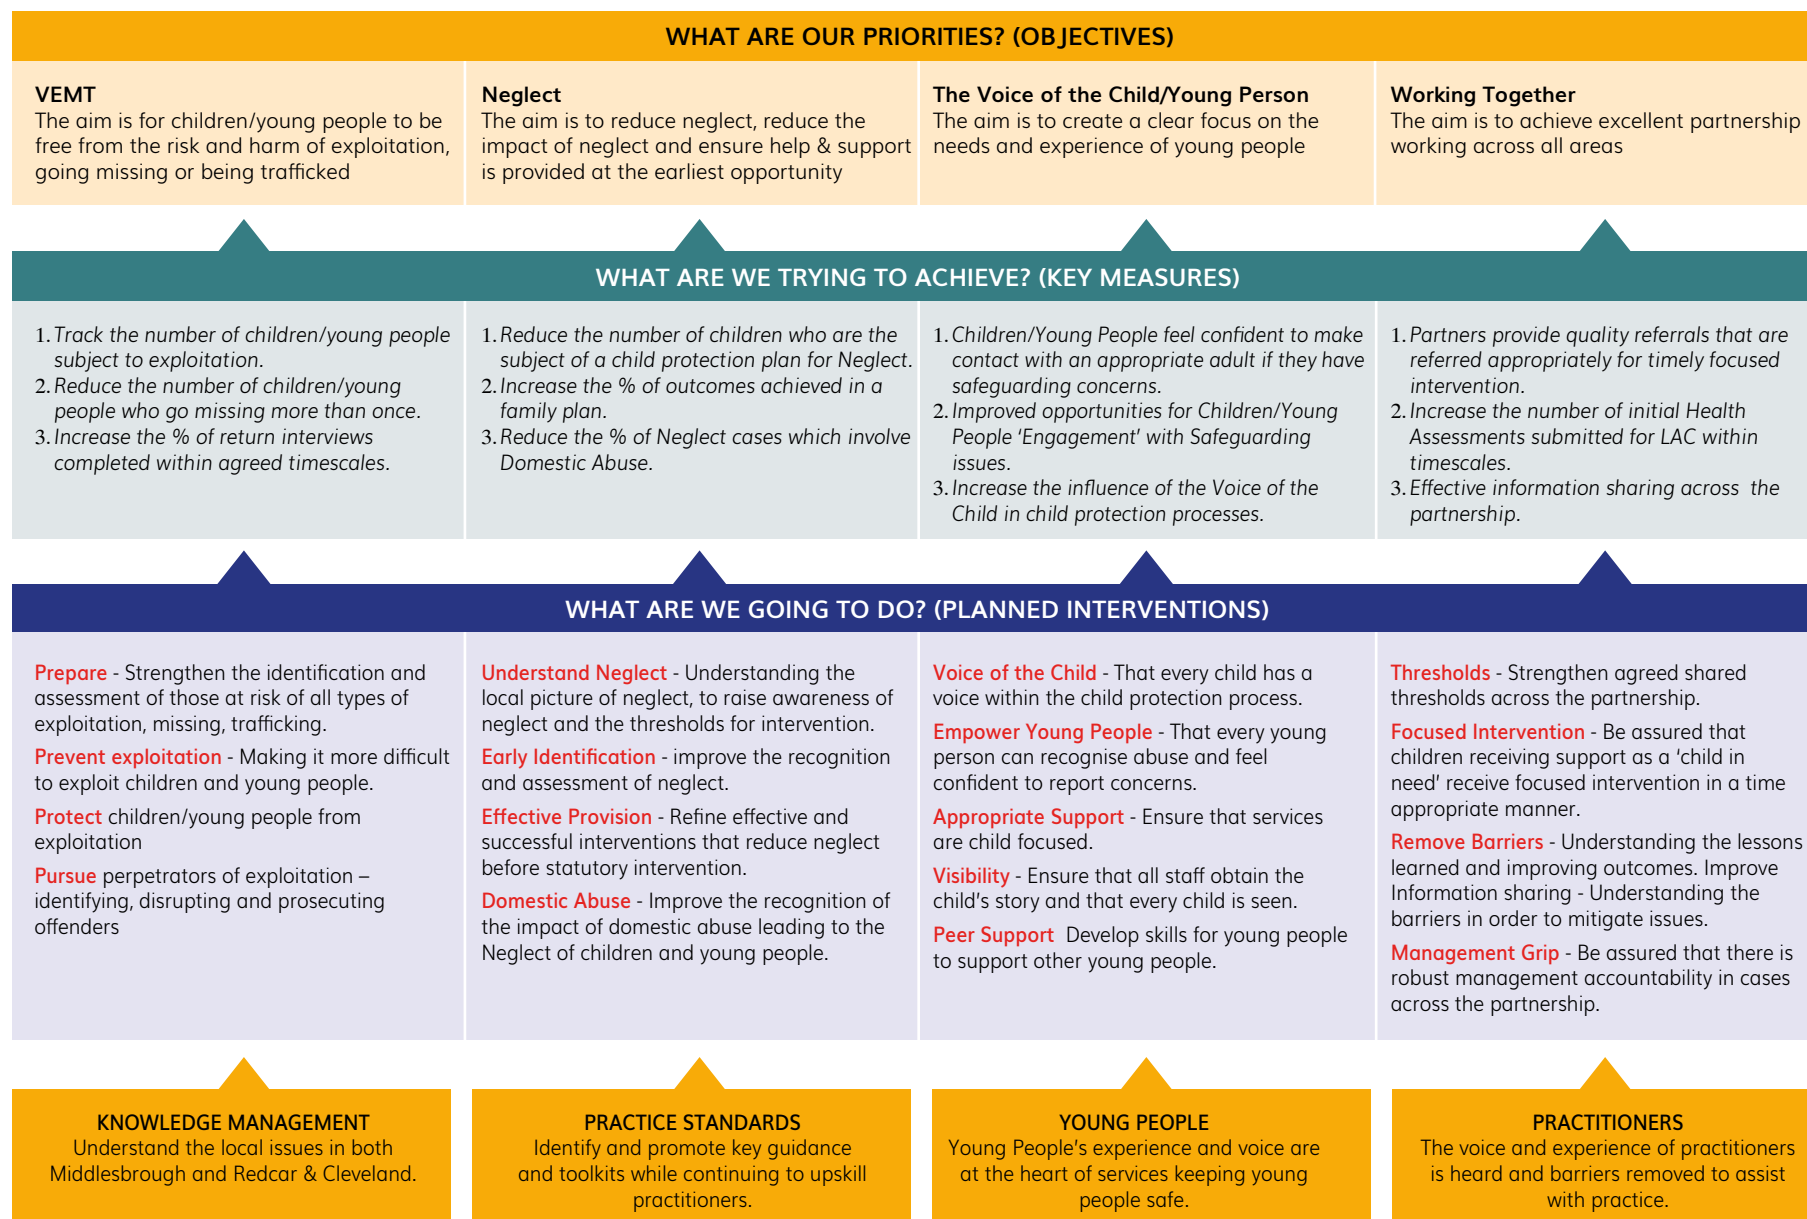 WHAT ARE OUR PRIORITIES? (OBJECTIVES)
VEMT
The aim is for children/young people to be
free from the risk and harm of exploitation,
going missing or being trafficked
Neglect
The aim is to reduce neglect, reduce the
impact of neglect and ensure help & support
is provided at the earliest opportunity
The Voice of the Child/Young Person
The aim is to create a clear focus on the
needs and experience of young people
Working Together
The aim is to achieve excellent partnership
working across all areas
WHAT ARE WE TRYING TO ACHIEVE? (KEY MEASURES)
1. Track the number of children/young people
subject to exploitation.
2. Reduce the number of children/young
people who go missing more than once.
3. Increase the % of return interviews
completed within agreed timescales.
1. Reduce the number of children who are the
subject of a child protection plan for Neglect.
2. Increase the % of outcomes achieved in a
family plan.
3. Reduce the % of Neglect cases which involve
Domestic Abuse.
1. Children/Young People feel confident to make
contact with an appropriate adult if they have
safeguarding concerns.
2. Improved opportunities for Children/Young
People ‘Engagement’ with Safeguarding
issues.
3. Increase the influence of the Voice of the
Child in child protection processes.
1. Partners provide quality referrals that are
referred appropriately for timely focused
intervention.
2. Increase the number of initial Health
Assessments submitted for LAC within
timescales.
3. Effective information sharing across the
partnership.
WHAT ARE WE GOING TO DO? (PLANNED INTERVENTIONS)
Prepare - Strengthen the identification and
assessment of those at risk of all types of
exploitation, missing, trafficking.
Prevent exploitation - Making it more difficult
to exploit children and young people.
Protect children/young people from
exploitation
Pursue perpetrators of exploitation –
identifying, disrupting and prosecuting
offenders
Understand Neglect - Understanding the
local picture of neglect, to raise awareness of
neglect and the thresholds for intervention.
Early Identification - improve the recognition
and assessment of neglect.
Effective Provision - Refine effective and
successful interventions that reduce neglect
before statutory intervention.
Domestic Abuse - Improve the recognition of
the impact of domestic abuse leading to the
Neglect of children and young people.
Voice of the Child - That every child has a
voice within the child protection process.
Empower Young People - That every young
person can recognise abuse and feel
confident to report concerns.
Appropriate Support - Ensure that services
are child focused.
Visibility - Ensure that all staff obtain the
child's story and that every child is seen.
Peer Support Develop skills for young people
to support other young people.
Thresholds - Strengthen agreed shared
thresholds across the partnership.
Focused Intervention - Be assured that
children receiving support as a ‘child in
need’ receive focused intervention in a time
appropriate manner.
Remove Barriers - Understanding the lessons
learned and improving outcomes. Improve
Information sharing - Understanding the
barriers in order to mitigate issues.
Management Grip - Be assured that there is
robust management accountability in cases
across the partnership.
KNOWLEDGE MANAGEMENT
Understand the local issues in both
Middlesbrough and Redcar & Cleveland.
PRACTICE STANDARDS
Identify and promote key guidance
and toolkits while continuing to upskill
practitioners.
YOUNG PEOPLE
Young People's experience and voice are
at the heart of services keeping young
people safe.
PRACTITIONERS
The voice and experience of practitioners
is heard and barriers removed to assist
with practice.